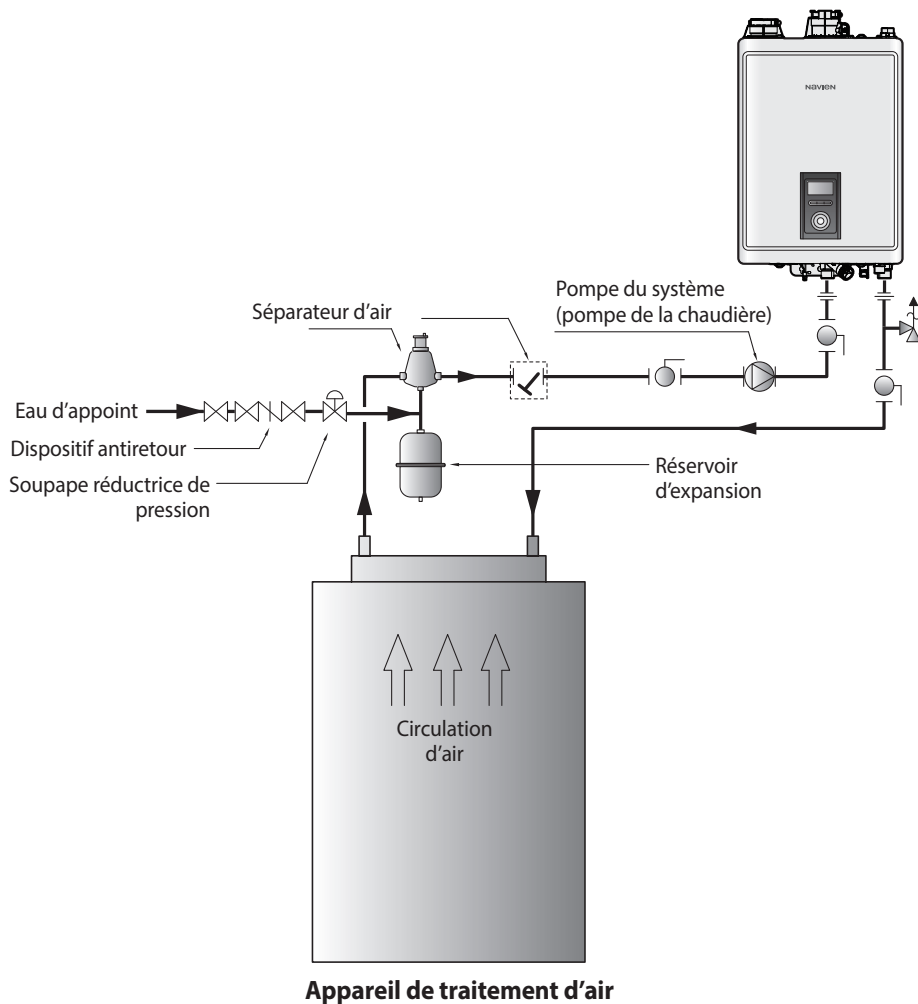 NAVIEN
Pompe du système
(pompe de la chaudière)
Séparateur d'air
Eau d'appoint
Dispositif antiretour
Soupape réductrice de
pression
Réservoir
d'expansion
Circulation
d'air
Appareil de traitement d'air